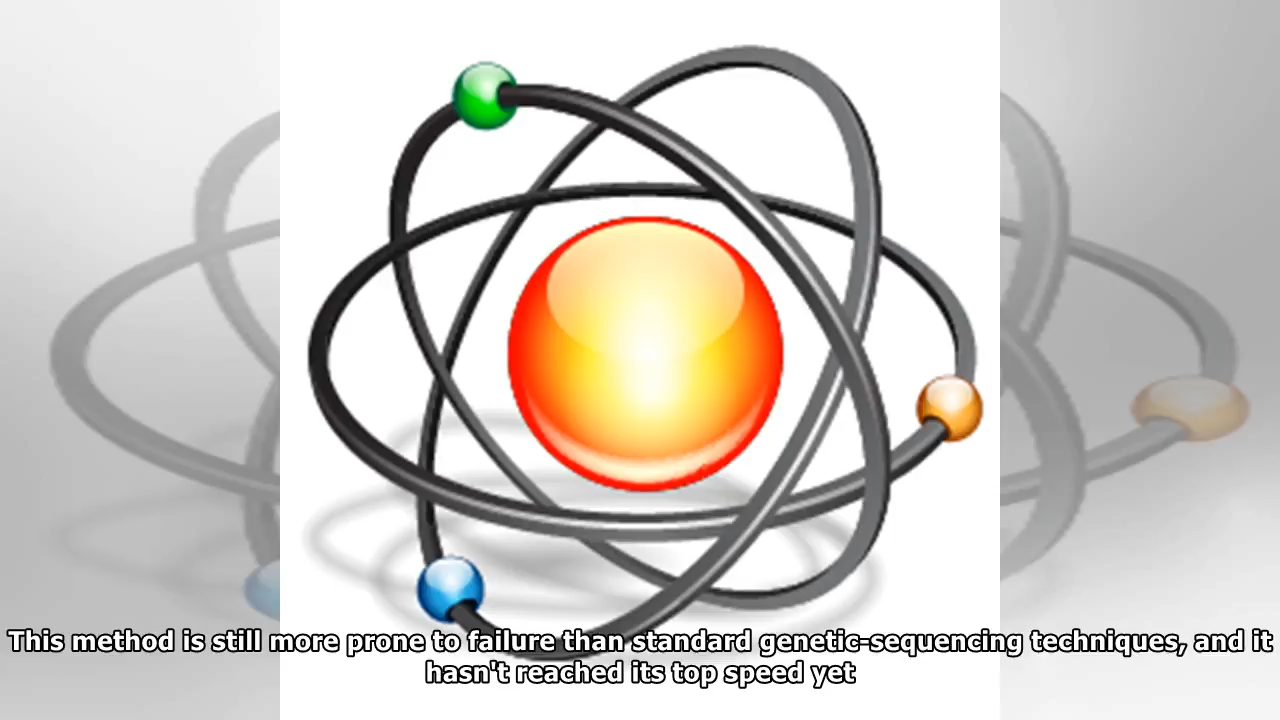 This method is still more prone to failure than standard genetic-sequencing techniques, and it
hasn't reached its top speed yet